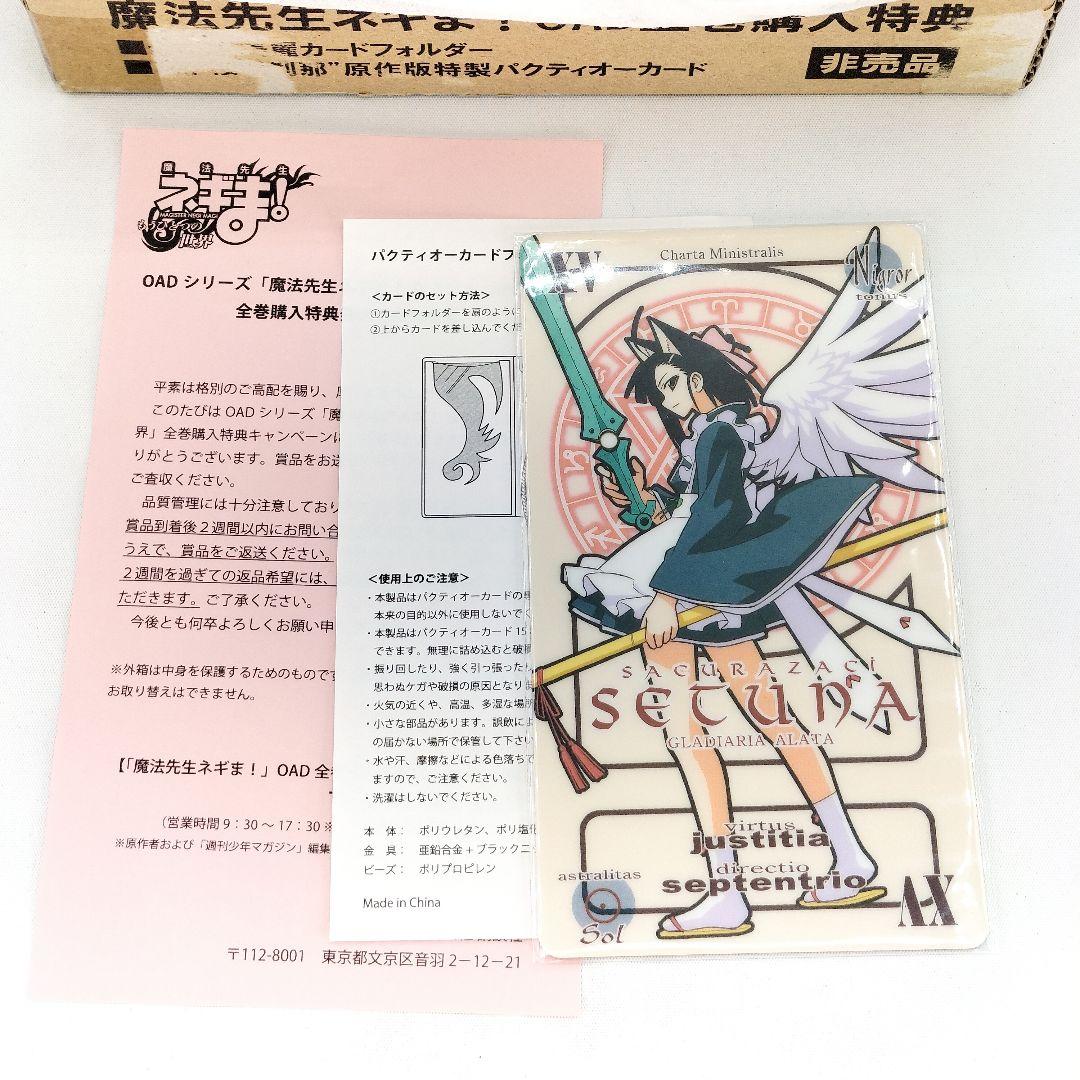 魔法先生ネギま!OAD全巻購入特典
カードフォルダー
刹那"原作版特製パクティオーカード
非売品
魔法先生
ネギま!
MAGISTER NEGI MAGI
もうひとつの
世界
OADシリーズ「魔法先生ネ
全巻購入特典
平素は格別のご高配を賜り、
このたびはOADシリーズ「魔
界」全巻購入特典キャンペーンに
りがとうございます。賞品をお送
ご査収ください。
品質管理には十分注意しており
賞品到着後2週間以内にお問い合
うえで、賞品をご返送ください。
2週間を過ぎての返品希望には、
ただきます。ご了承ください。
今後とも何卒よろしくお願い申
※外箱は中身を保護するためのものです
お取り替えはできません。
【「魔法先生ネギま!」OAD全
(営業時間9:30~17:30※
※原作者および「週刊少年マガジン」編集
〒112-8001 東京都文京区音羽2-12-21
パクティオーカードフ
<カードのセット方法>
①カードフォルダーを扇のように
②上からカードを差し込んでくだ
<使用上のご注意>
・本製品はパクティオーカードの
本来の目的以外に使用しないでく
・本製品はパクティオーカード15
できます。無理に詰め込むと破損
・振り回したり、強く引っ張ったり
思わぬケガや破損の原因となりま
・火気の近くや、高温、多湿な場所
・小さな部品があります。誤飲によ
の届かない場所で保管して下さい
・水や汗、摩擦などによる色落ちで
ますので、ご注意ください。
・洗濯はしないでください。
本 体: ポリウレタン、ポリ塩化
金 具: 亜鉛合金+ブラックニッ
ビーズ: ポリプロピレン
Made in China
XV
Charta Ministralis
Nigror
tonus
SACURAZACI
SETUNA
GLADIARIA ALATA
virtus
justitia
directio
septentrio
astralitas
Sol